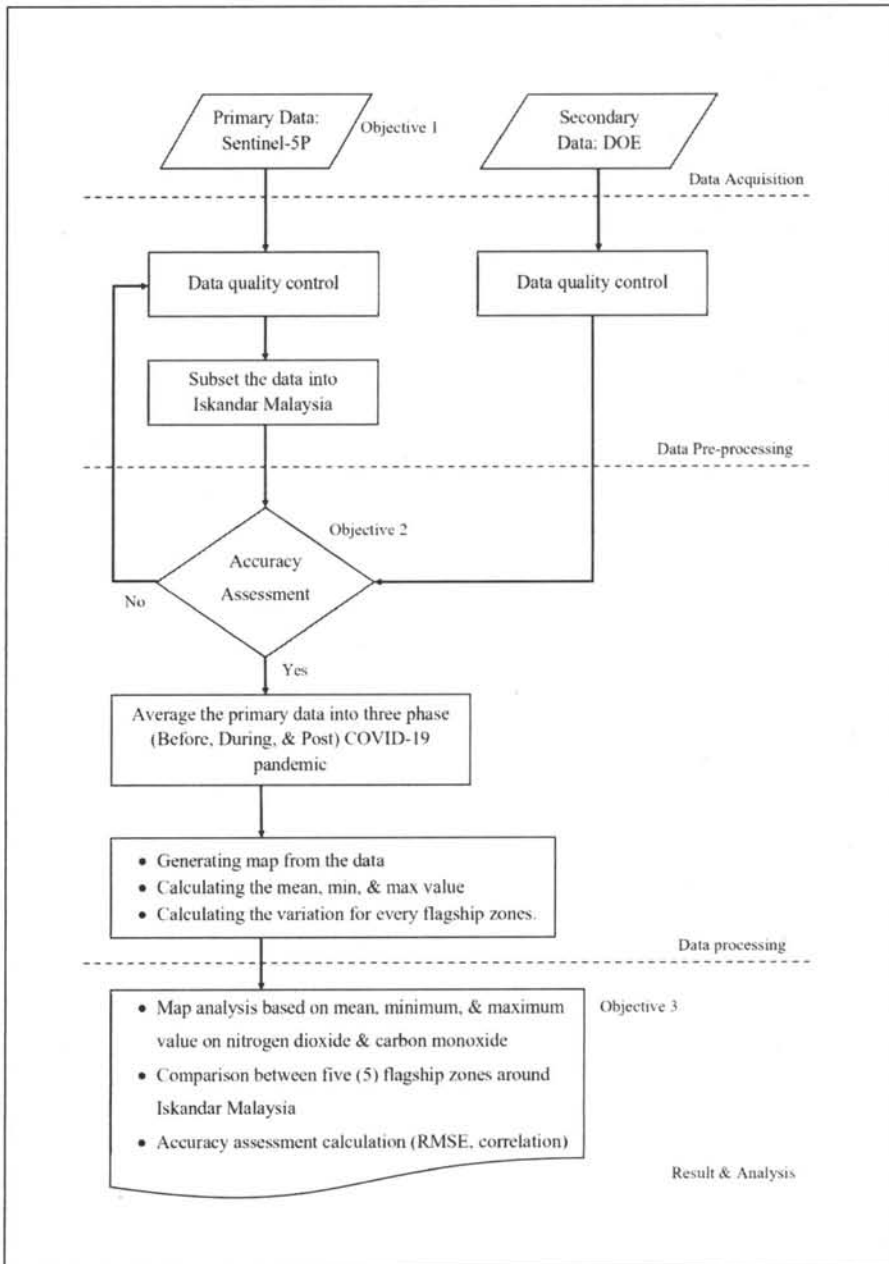 Primary Data:
Sentinel-5P
Objective 1
Secondary
Data: DOE
Data Acquisition
Data quality control
Data quality control
Subset the data into
Iskandar Malaysia
Data Pre-processing
Objective 2
Accuracy
Assessment
No
Yes
Average the primary data into three phase
(Before, During, & Post) COVID-19
pandemic
• Generating map from the data
• Calculating the mean, min, & max value
• Calculating the variation for every flagship zones.
Data processing
• Map analysis based on mean, minimum, & maximum
value on nitrogen dioxide & carbon monoxide
• Comparison between five (5) flagship zones around
Iskandar Malaysia
• Accuracy assessment calculation (RMSE, correlation)
Objective 3
Result & Analysis